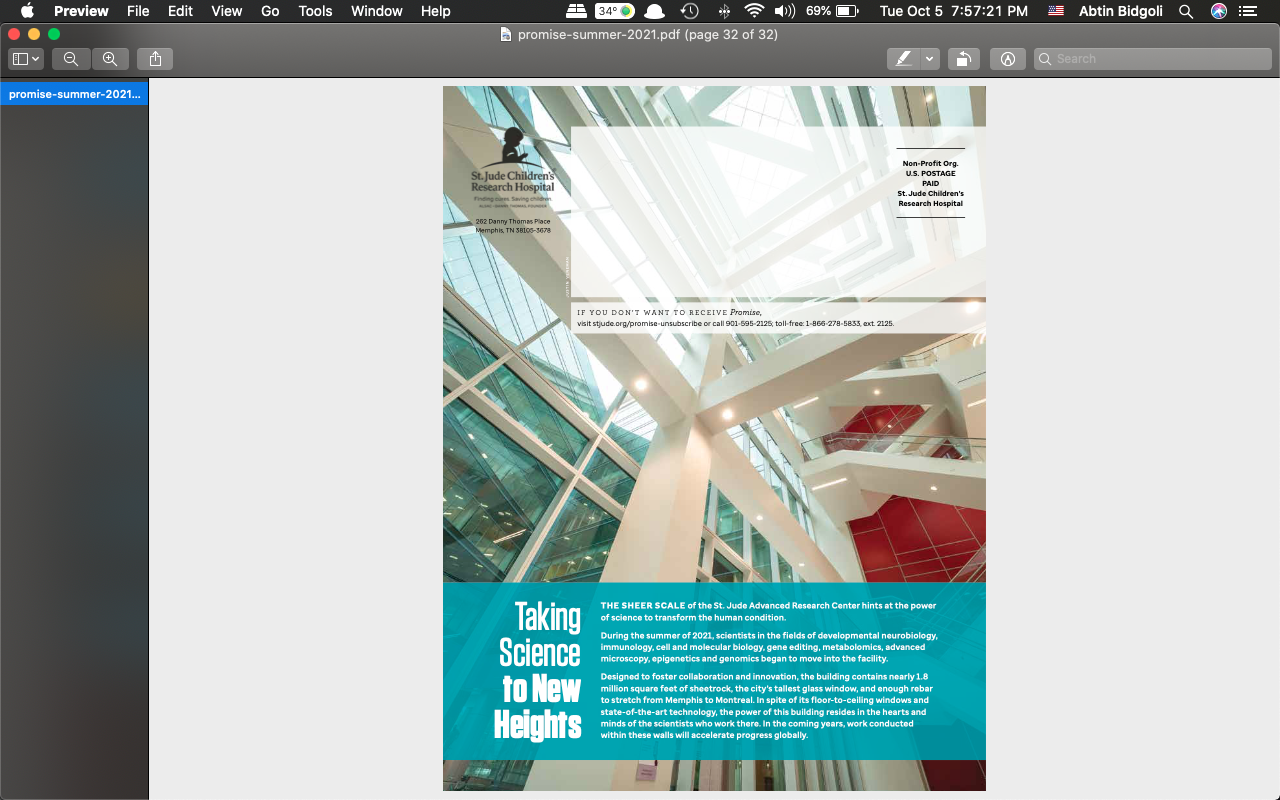 Preview File Edit View Go Tools Window Help 34° 69% Tue Oct 5 7:57:21 PM Abtin Bidgoli
promise-summer-2021.pdf (page 32 of 32)
Search
promise-summer-2021...
St. Jude Children's
Research Hospital
Finding cures. Saving children.
262 Danny Thomas Place
Memphis, TN 38105-3678
Non-Profit Org.
U.S. POSTAGE
PAID
St. Jude Children's
Research Hospital
IF YOU DON'T WANT TO RECEIVE Promise,
visit stjude.org/promise-unsubscribe or call 901-595-2125; toll-free: 1-866-278-5833, ext. 2125.
Taking
Science
to New
Heights
THE SHEER SCALE of the St. Jude Advanced Research Center hints at the power
of science to transform the human condition.
During the summer of 2021, scientists in the fields of developmental neurobiology,
immunology, cell and molecular biology, gene editing, metabolomics, advanced
microscopy, epigenetics and genomics began to move into the facility.
Designed to foster collaboration and innovation, the building contains nearly 1.8
million square feet of sheetrock, the city's tallest glass window, and enough rebar
to stretch from Memphis to Montreal. In spite of its floor-to-ceiling windows and
state-of-the-art technology, the power of this building resides in the hearts and
minds of the scientists who work there. In the coming years, work conducted
within these walls will accelerate progress globally.